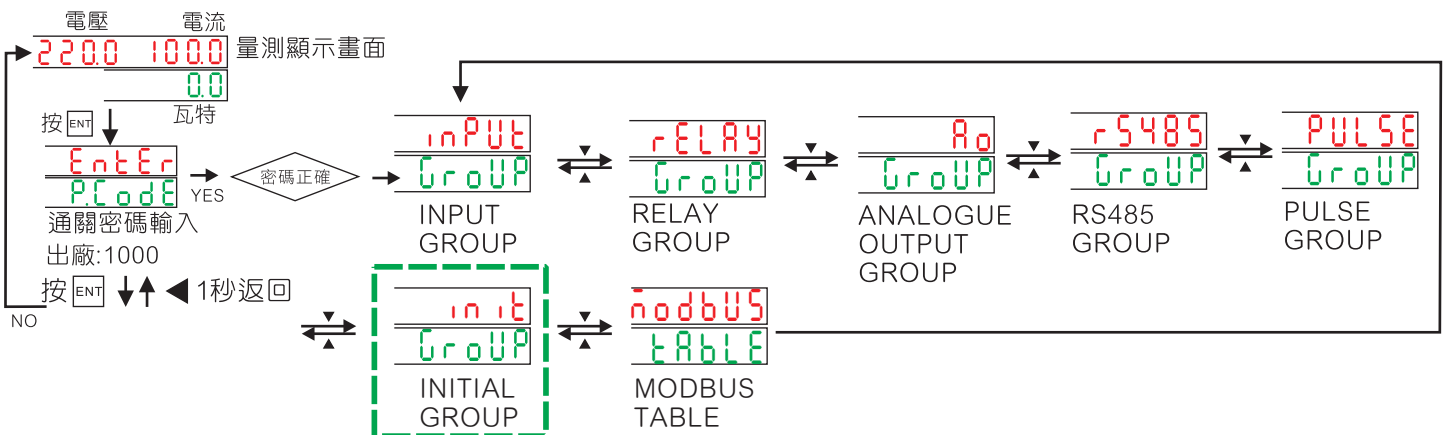 電壓 電流
220.0 100.0 量測顯示畫面
0.0
瓦特
按 ENT
EntEr
P.CodE
通關密碼輸入
出廠:1000
按 ENT 1秒返回
NO
YES
密碼正確
inPUt
GroUP
INPUT
GROUP
rELAY
GroUP
RELAY
GROUP
Ao
GroUP
ANALOGUE
OUTPUT
GROUP
rS485
GroUP
RS485
GROUP
PULSE
GroUP
PULSE
GROUP
init
GroUP
INITIAL
GROUP
modbUS
tAbLE
MODBUS
TABLE